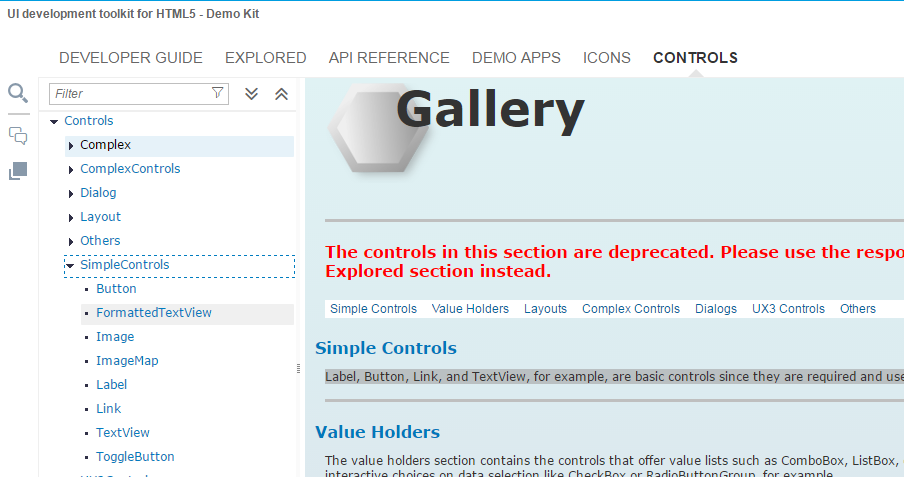 UI development toolkit for HTML5 - Demo Kit
DEVELOPER GUIDE EXPLORED API REFERENCE DEMO APPS ICONS CONTROLS
Filter
Controls
Complex
ComplexControls
Dialog
Layout
Others
SimpleControls
Button
FormattedTextView
Image
ImageMap
Label
Link
TextView
ToggleButton
Gallery
The controls in this section are deprecated. Please use the respo
Explored section instead.
Simple Controls Value Holders Layouts Complex Controls Dialogs UX3 Controls Others
Simple Controls
Label, Button, Link, and TextView, for example, are basic controls since they are required and use
Value Holders
The value holders section contains the controls that offer value lists such as ComboBox, ListBox,
interactive choices on data selection like CheckBox or RadioButtonGroup, for example.